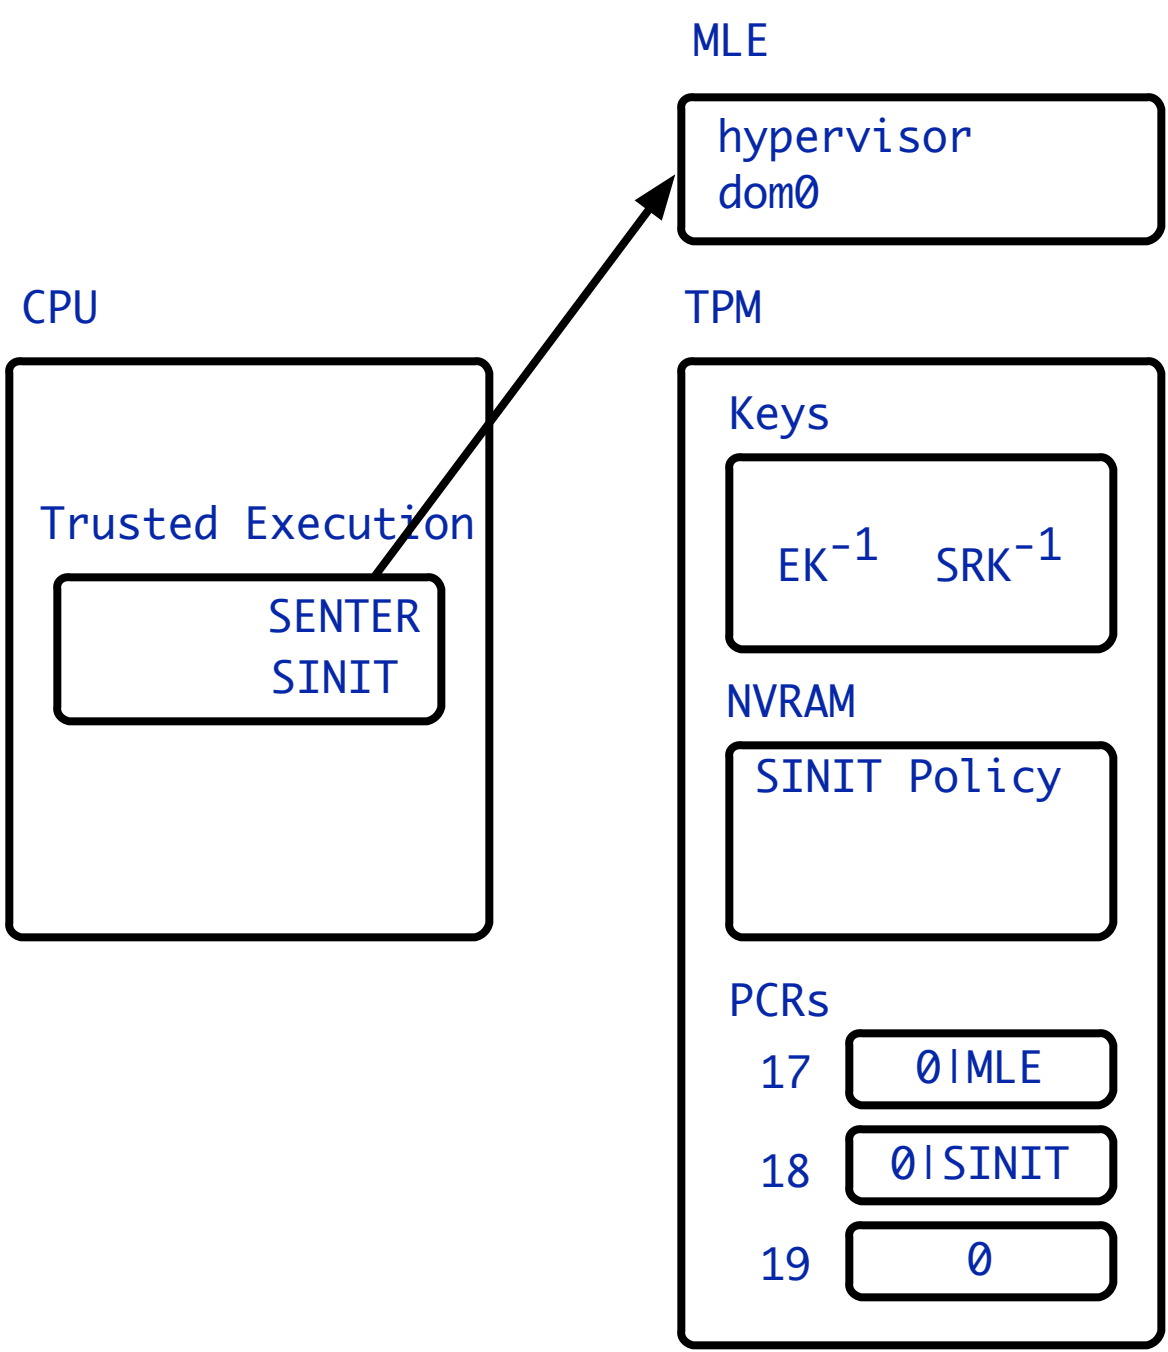 MLE
hypervisor
dom0
CPU
Trusted Execution
SENTER
SINIT
TPM
Keys
EK⁻¹ SRK⁻¹
NVRAM
SINIT Policy
PCRs
17 0|MLE
18 0|SINIT
19 0